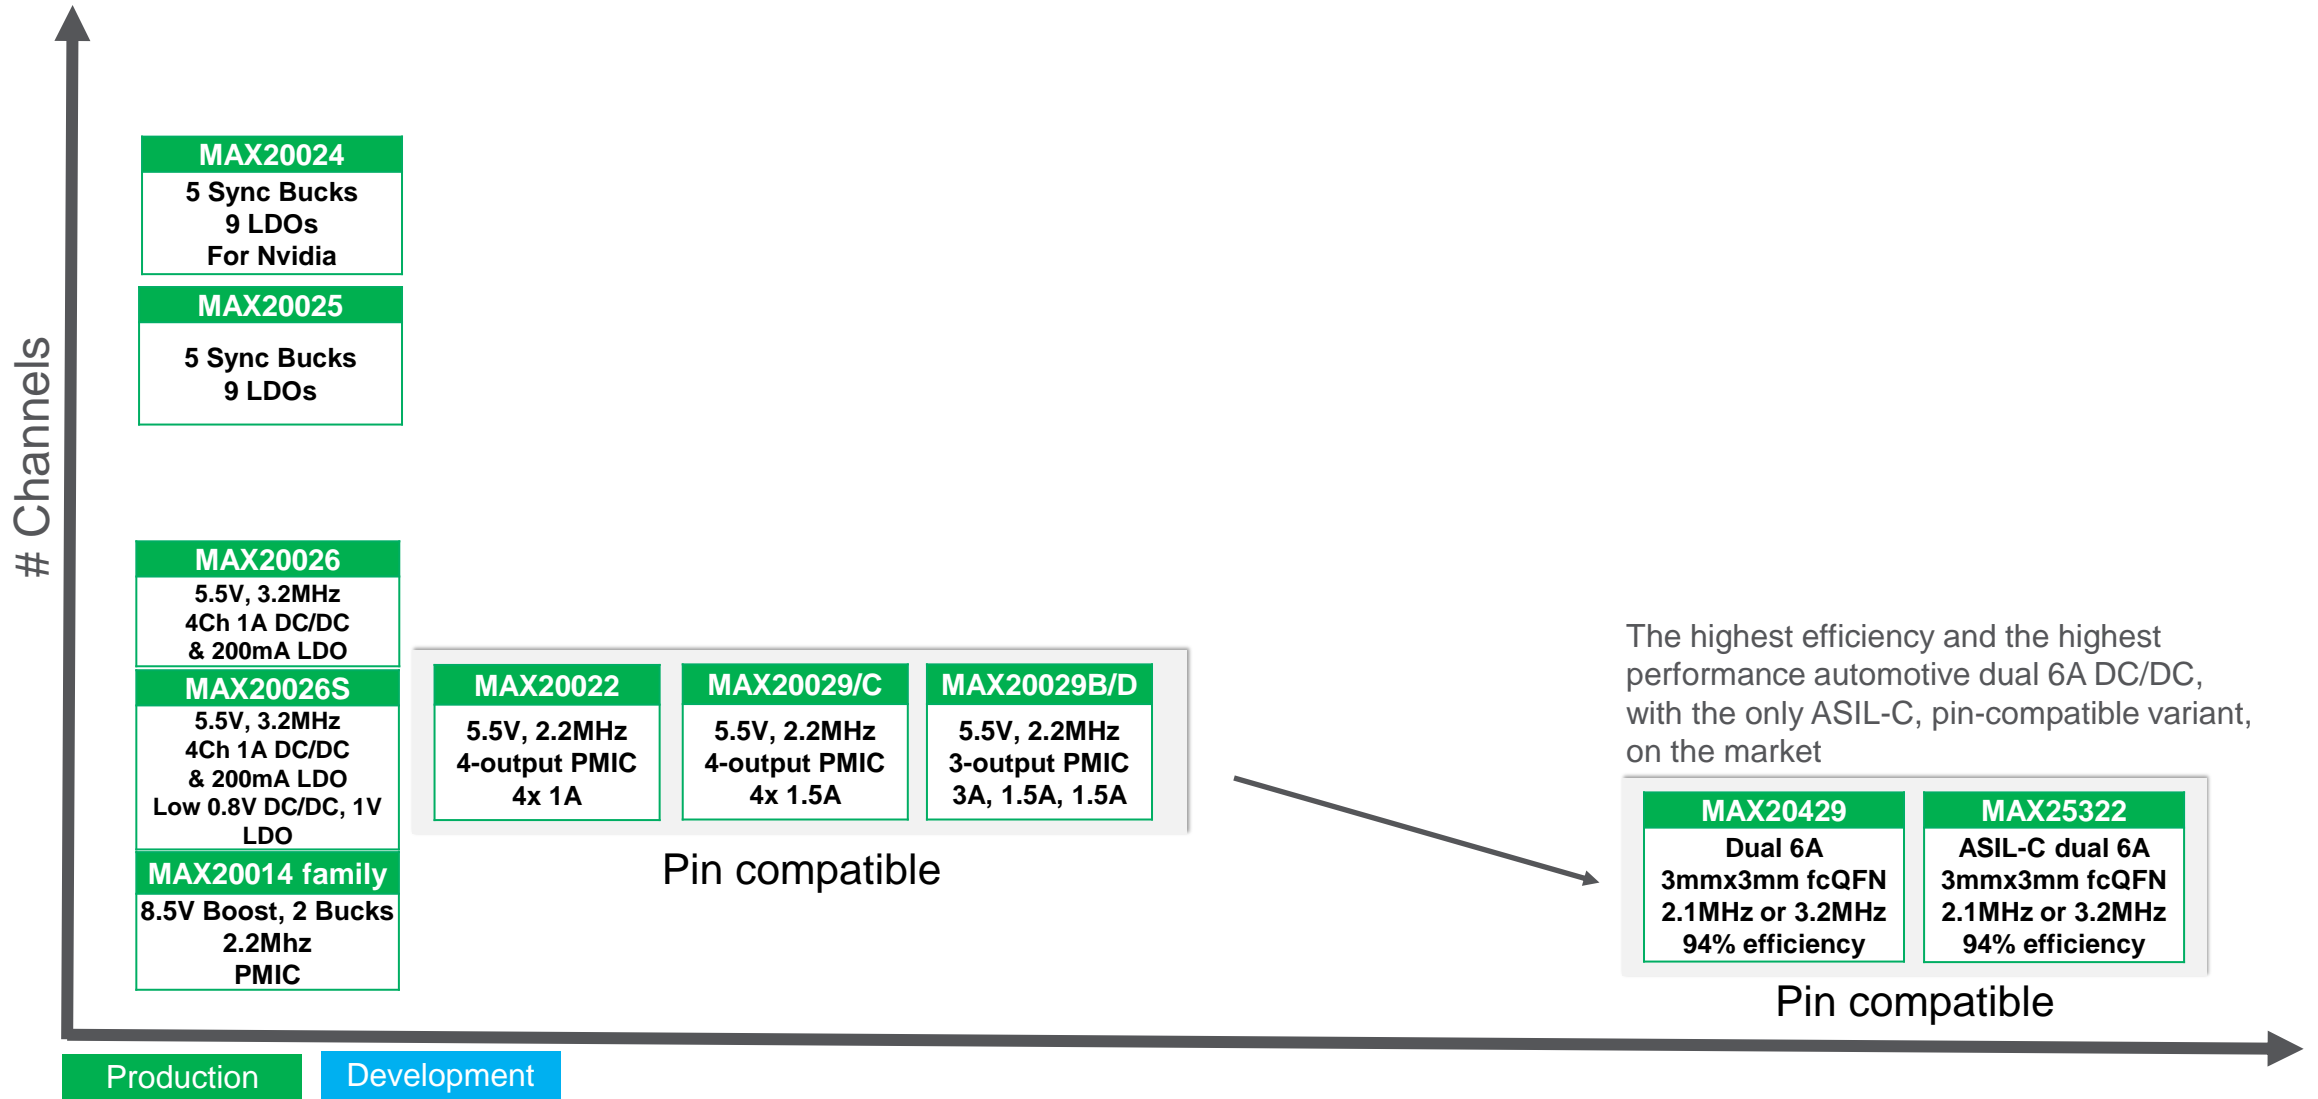 # Channels
MAX20024
5 Sync Bucks
9 LDOs
For Nvidia
MAX20025
5 Sync Bucks
9 LDOs
MAX20026
5.5V, 3.2MHz
4Ch 1A DC/DC
& 200mA LDO
MAX20026S
5.5V, 3.2MHz
4Ch 1A DC/DC
& 200mA LDO
Low 0.8V DC/DC, 1V
LDO
MAX20014 family
8.5V Boost, 2 Bucks
2.2Mhz
PMIC
MAX20022
5.5V, 2.2MHz
4-output PMIC
4x 1A
MAX20029/C
5.5V, 2.2MHz
4-output PMIC
4x 1.5A
MAX20029B/D
5.5V, 2.2MHz
3-output PMIC
3A, 1.5A, 1.5A
Pin compatible
The highest efficiency and the highest
performance automotive dual 6A DC/DC,
with the only ASIL-C, pin-compatible variant,
on the market
MAX20429
Dual 6A
3mmx3mm fcQFN
2.1MHz or 3.2MHz
94% efficiency
MAX25322
ASIL-C dual 6A
3mmx3mm fcQFN
2.1MHz or 3.2MHz
94% efficiency
Pin compatible
Production
Development